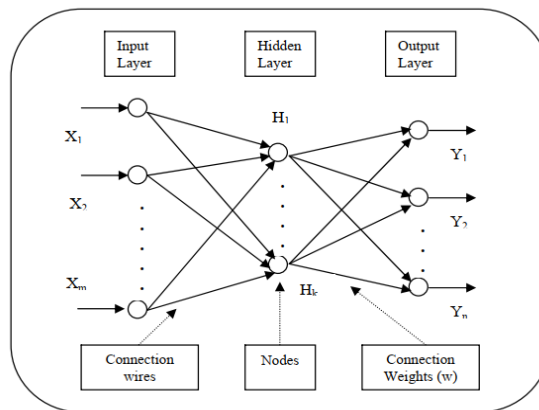 Input
Layer
Hidden
Layer
Output
Layer
H1
X1
Y1
X2
Y2
Xm
Hk
Yn
Connection
wires
Nodes
Connection
Weights (w)